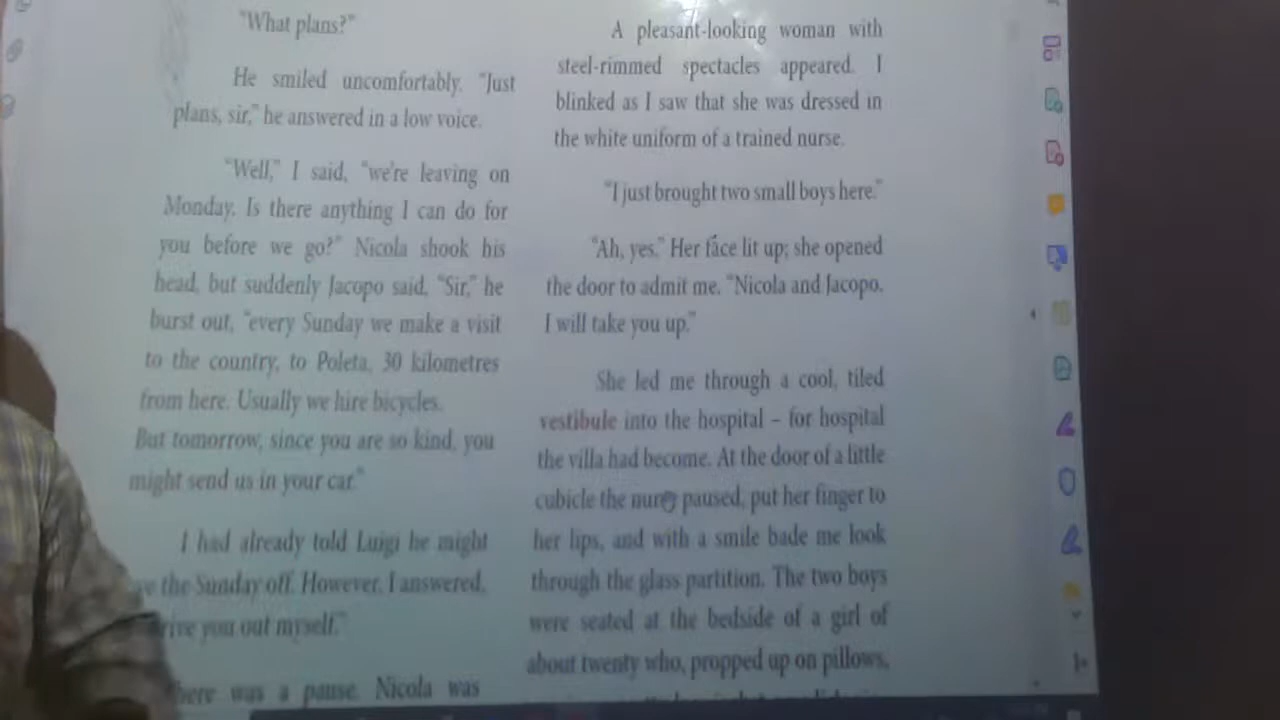 "What plans?"
He smiled uncomfortably. "Just
plans, sir," he answered in a low voice.
"Well," I said, "we're leaving on
Monday. Is there anything I can do for
you before we go?" Nicola shook his
head, but suddenly Jacopo said, "Sir," he
burst out, "every Sunday we make a visit
to the country, to Poleta, 30 kilometres
from here. Usually we hire bicycles.
But tomorrow, since you are so kind, you
might send us in your car."
I had already told Luigi he might
the Sunday off. However, I answered,
you out myself."
was a pause. Nicola was
A pleasant-looking woman with
steel-rimmed spectacles appeared. I
blinked as I saw that she was dressed in
the white uniform of a trained nurse.
"I just brought two small boys here."
"Ah, yes." Her face lit up; she opened
the door to admit me. "Nicola and Jacopo.
I will take you up."
She led me through a cool, tiled
vestibule into the hospital – for hospital
the villa had become. At the door of a little
cubicle the paused, put her finger to
her lips, and with a smile bade me look
through the glass partition. The two boys
were seated at the bedside of a girl of
about twenty who, propped up on pillows,